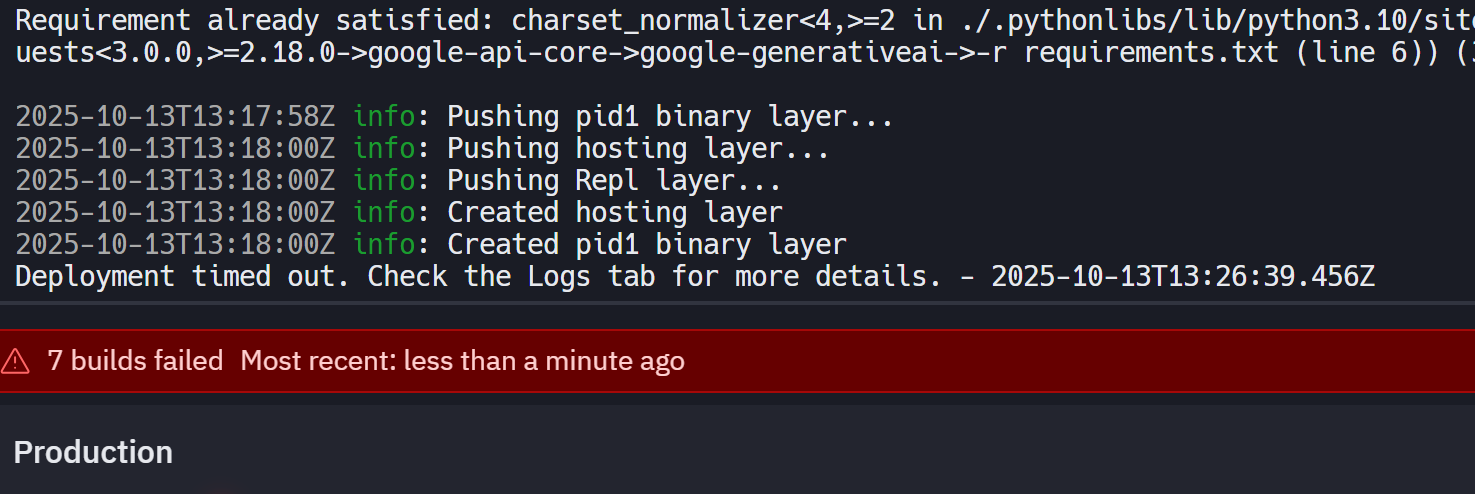 Requirement already satisfied: charset_normalizer<4,>=2 in ./.pythonlibs/lib/python3.10/sit
uests<3.0.0,>=2.18.0->google-api-core->google-generativeai->-r requirements.txt (line 6)) (
2025-10-13T13:17:58Z info: Pushing pid1 binary layer...
2025-10-13T13:18:00Z info: Pushing hosting layer...
2025-10-13T13:18:00Z info: Pushing Repl layer...
2025-10-13T13:18:00Z info: Created hosting layer
2025-10-13T13:18:00Z info: Created pid1 binary layer
Deployment timed out. Check the Logs tab for more details. - 2025-10-13T13:26:39.456Z
7 builds failed Most recent: less than a minute ago
Production